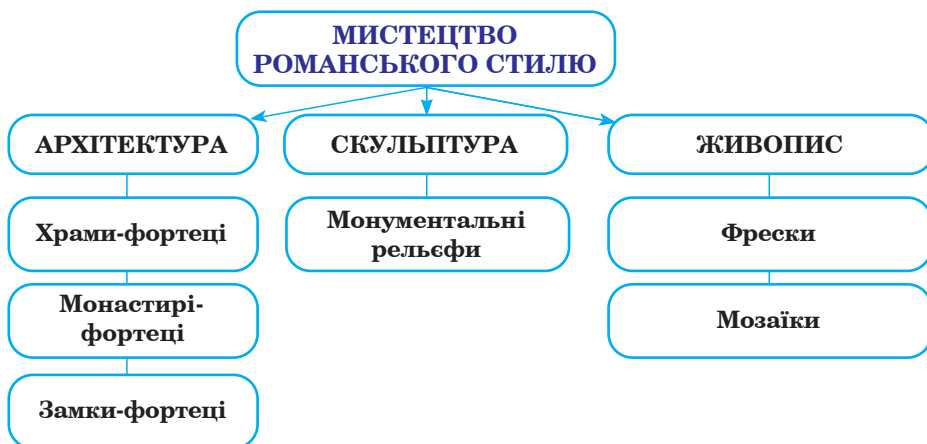 МИСТЕЦТВО
РОМАНСЬКОГО СТИЛЮ
АРХІТЕКТУРА
СКУЛЬПТУРА
ЖИВОПИС
Храми-фортеці
Монументальні
рельєфи
Фрески
Монастирі-
фортеці
Мозаїки
Замки-фортеці